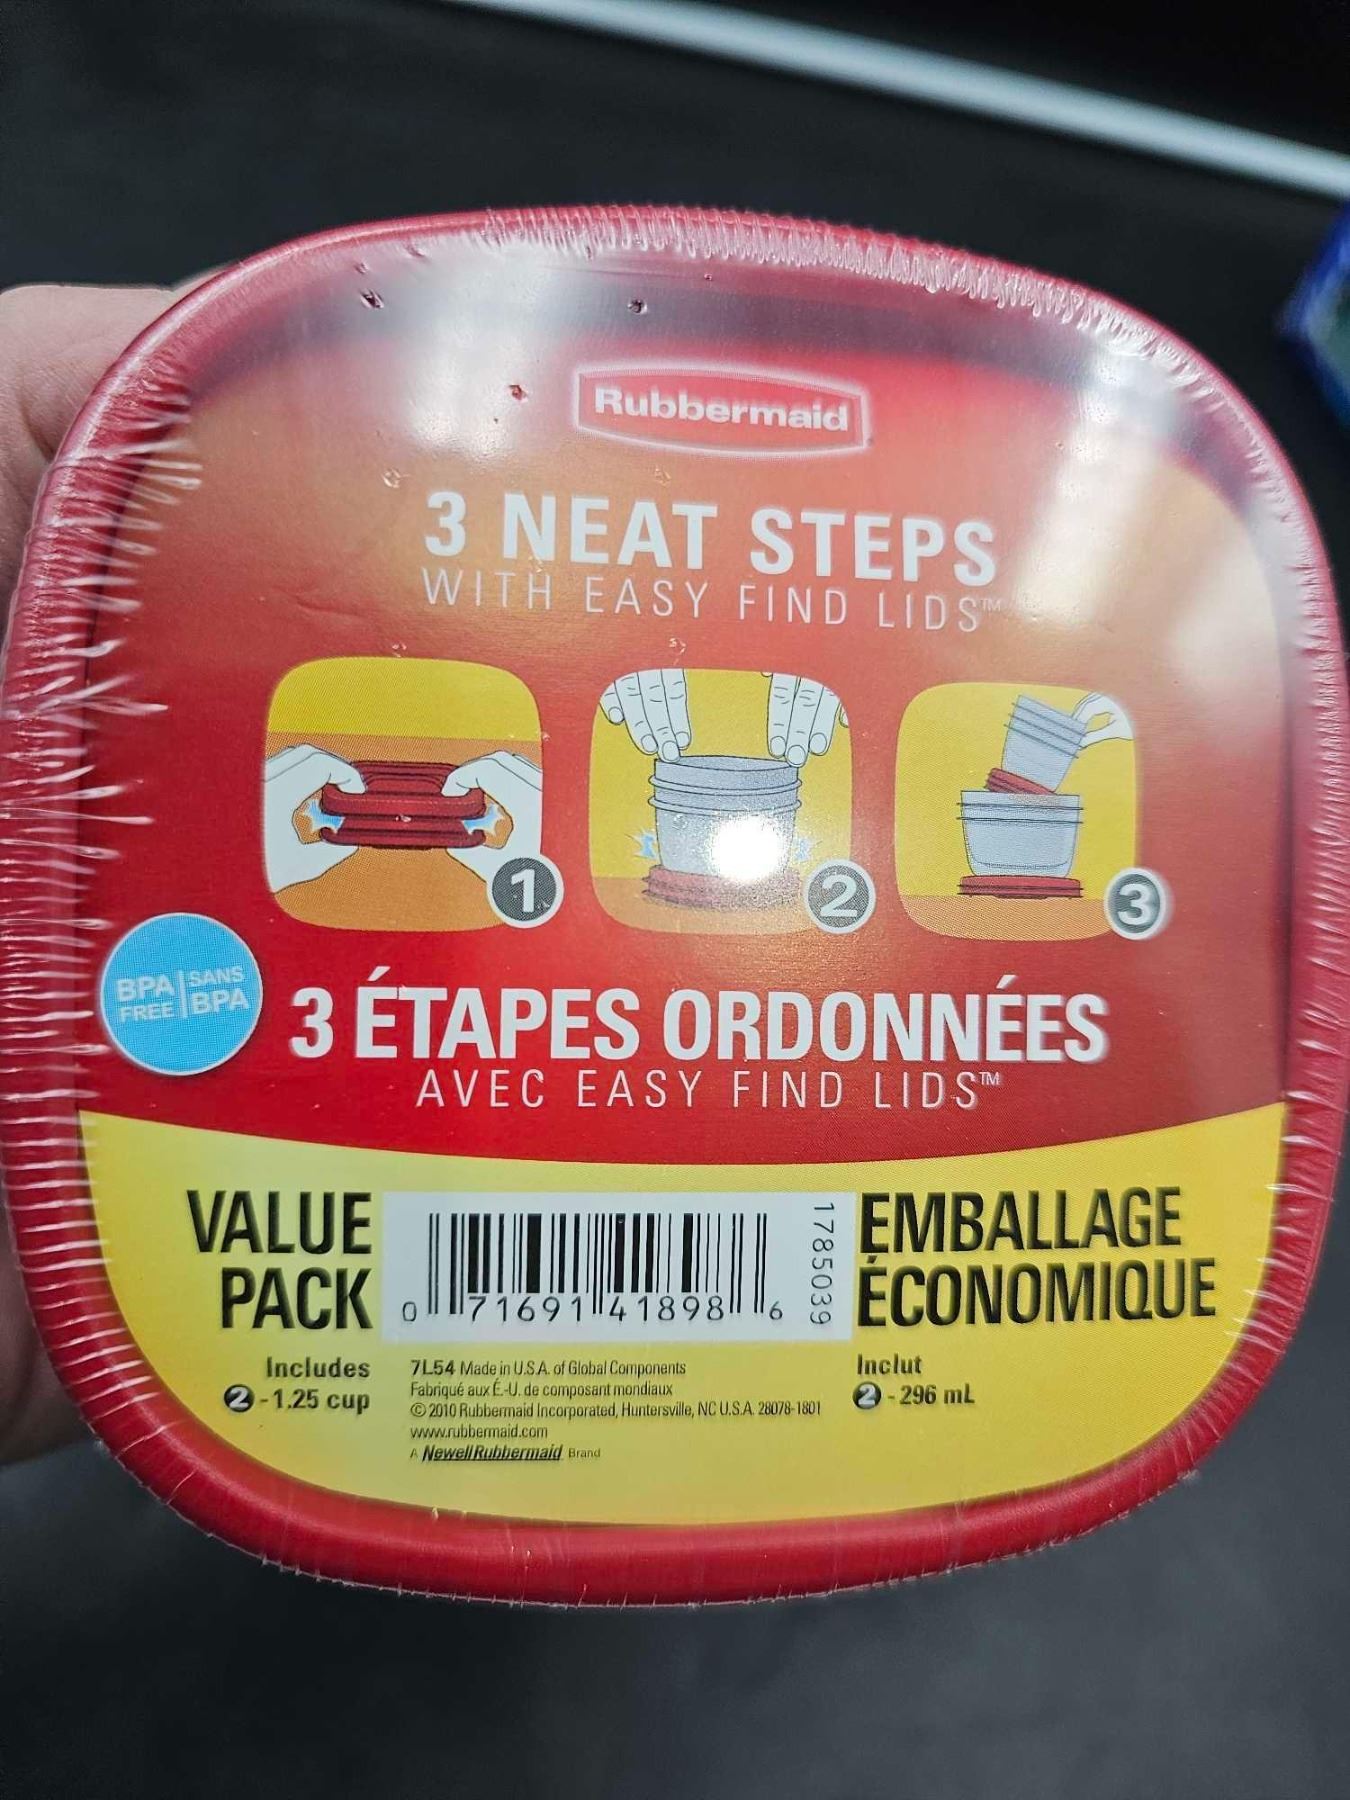 Rubbermaid
3 NEAT STEPS
WITH EASY FIND LIDS™
1
2
3
BPA FREE | SANS BPA
3 ÉTAPES ORDONNÉES
AVEC EASY FIND LIDS™
VALUE
PACK
Includes
2 - 1.25 cup
0 71691 41898 6
1785039
7L54 Made in U.S.A. of Global Components
Fabriqué aux É.-U. de composant mondiaux
© 2010 Rubbermaid Incorporated, Huntersville, NC U.S.A. 28078-1801
www.rubbermaid.com
A NewellRubbermaid Brand
EMBALLAGE
ÉCONOMIQUE
Inclut
2 - 296 mL